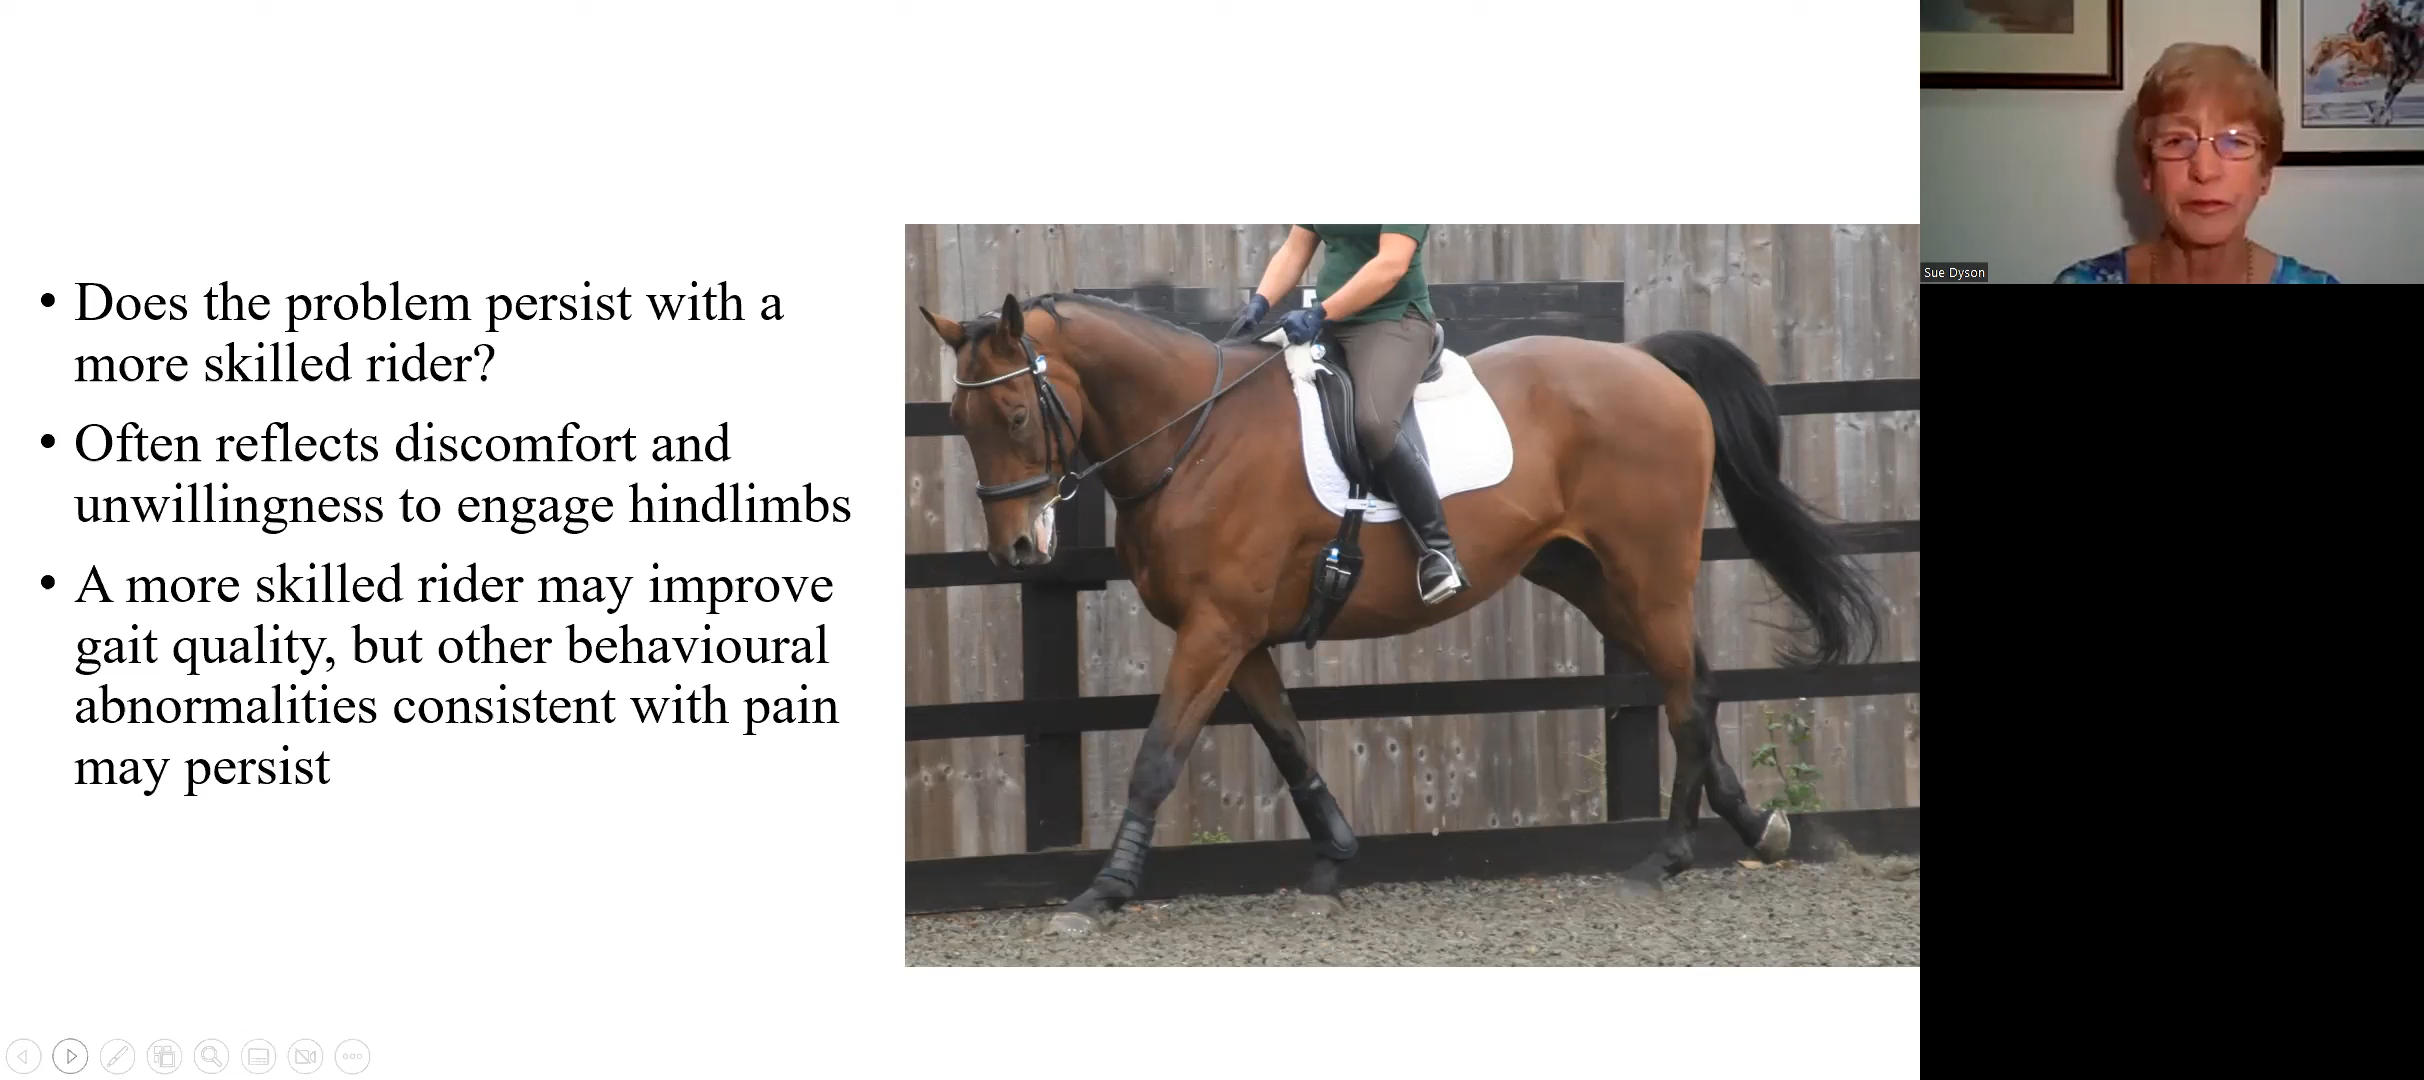 • Does the problem persist with a
more skilled rider?
• Often reflects discomfort and
unwillingness to engage hindlimbs
• A more skilled rider may improve
gait quality, but other behavioural
abnormalities consistent with pain
may persist
Sue Dyson